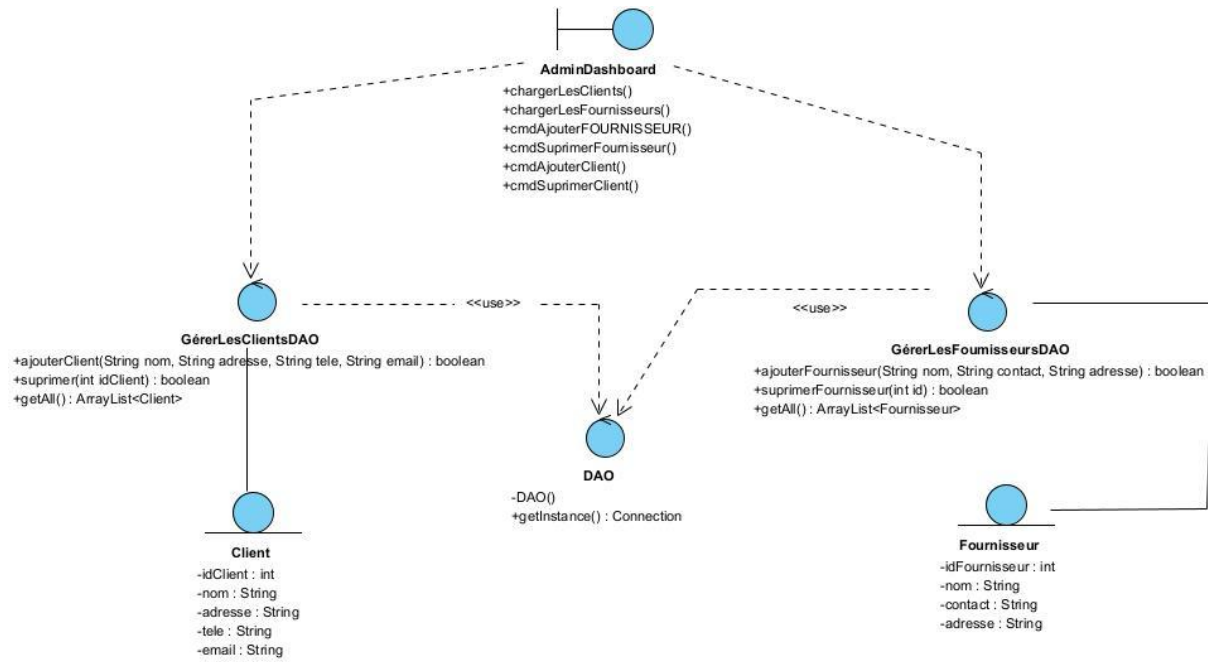 AdminDashboard
+chargerLesClients()
+chargerLesFournisseurs()
+cmdAjouterFOURNISSEUR()
+cmdSuprimerFournisseur()
+cmdAjouterClient()
+cmdSuprimerClient()
<<use>>
<<use>>
GérerLesClientsDAO
+ajouterClient(String nom, String adresse, String tele, String email) : boolean
+suprimer(int idClient) : boolean
+getAll() : ArrayList<Client>
GérerLesFournisseursDAO
+ajouterFournisseur(String nom, String contact, String adresse) : boolean
+suprimerFournisseur(int id) : boolean
+getAll() : ArrayList<Fournisseur>
DAO
-DAO()
+getInstance() : Connection
Client
-idClient : int
-nom : String
-adresse : String
-tele : String
-email : String
Fournisseur
-idFournisseur : int
-nom : String
-contact : String
-adresse : String